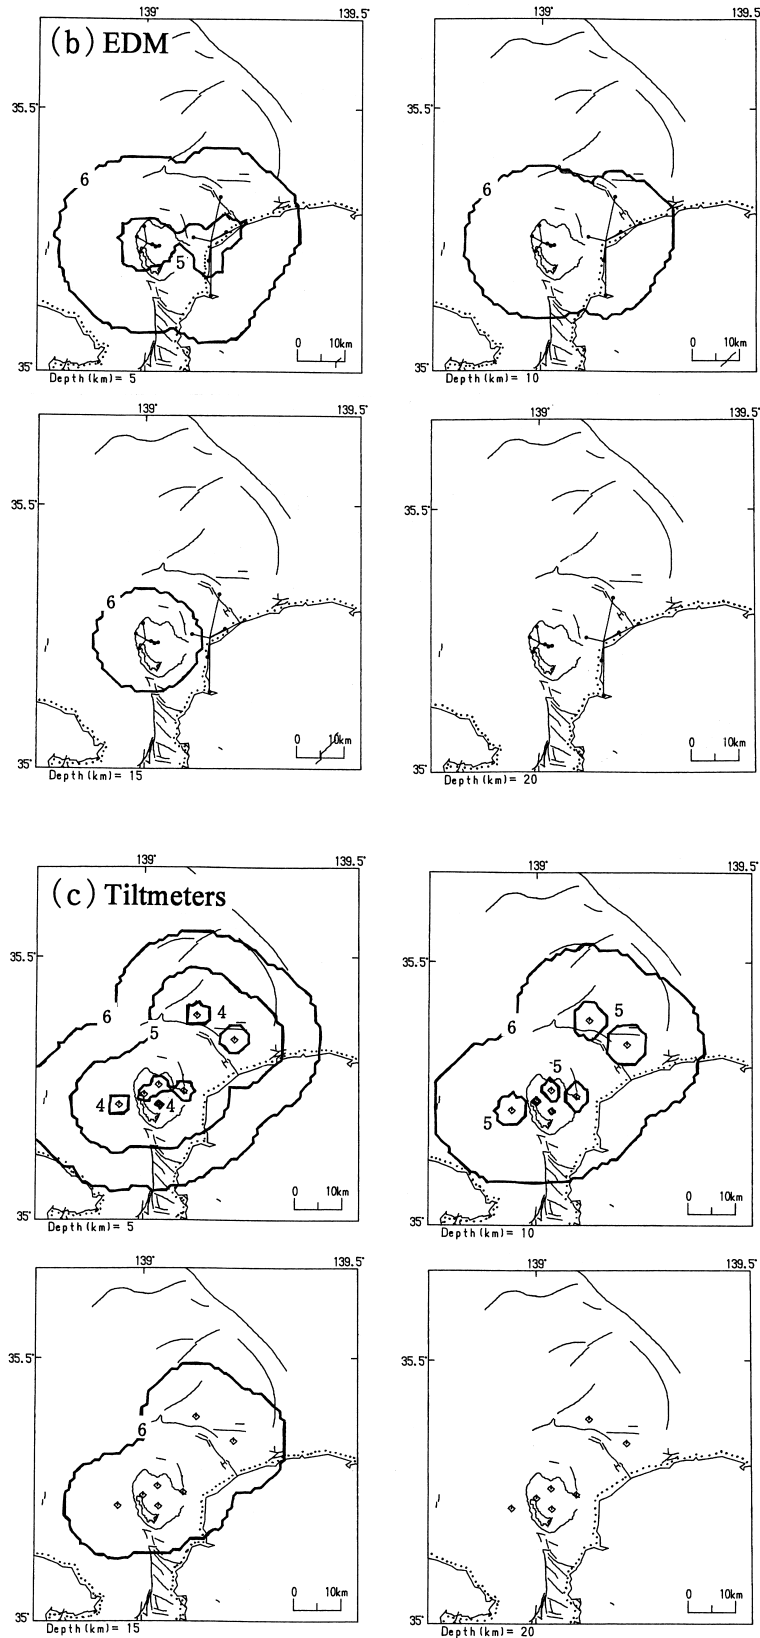 139° 139.5° 139° 139.5°
(b) EDM
35.5° 35.5°
6 6
5
0 10km 0 10km
35° 35°
Depth (km) = 5 Depth (km) = 10
139° 139.5° 139° 139.5°
35.5° 35.5°
6
0 10km 0 10km
35° 35°
Depth (km) = 15 Depth (km) = 20
139° 139.5° 139° 139.5°
(c) Tiltmeters
35.5° 35.5°
6 5 4 6 5
4 4 5 5
0 10km 0 10km
35° 35°
Depth (km) = 5 Depth (km) = 10
139° 139.5° 139° 139.5°
35.5° 35.5°
6
0 10km 0 10km
35° 35°
Depth (km) = 15 Depth (km) = 20